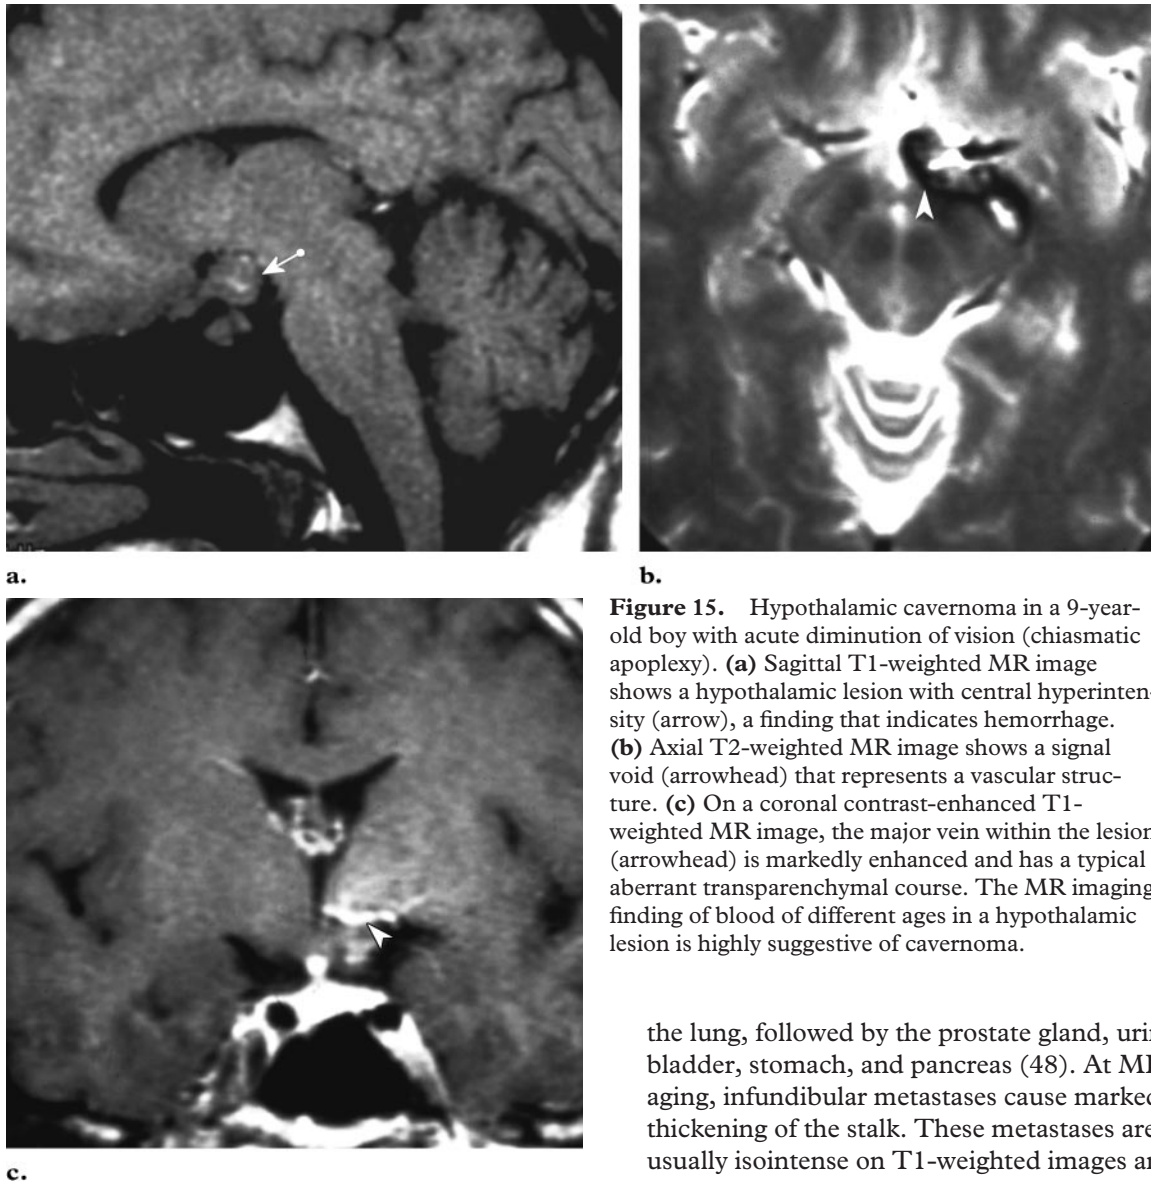 a.
b.
Figure 15. Hypothalamic cavernoma in a 9-year-
old boy with acute diminution of vision (chiasmatic
apoplexy). (a) Sagittal T1-weighted MR image
shows a hypothalamic lesion with central hyperinten-
sity (arrow), a finding that indicates hemorrhage.
(b) Axial T2-weighted MR image shows a signal
void (arrowhead) that represents a vascular struc-
ture. (c) On a coronal contrast-enhanced T1-
weighted MR image, the major vein within the lesion
(arrowhead) is markedly enhanced and has a typical
aberrant transparenchymal course. The MR imaging
finding of blood of different ages in a hypothalamic
lesion is highly suggestive of cavernoma.
c.
the lung, followed by the prostate gland,
bladder, stomach, and pancreas (48). At
aging, infundibular metastases cause marked
thickening of the stalk. These metastases are
usually isointense on T1-weighted images